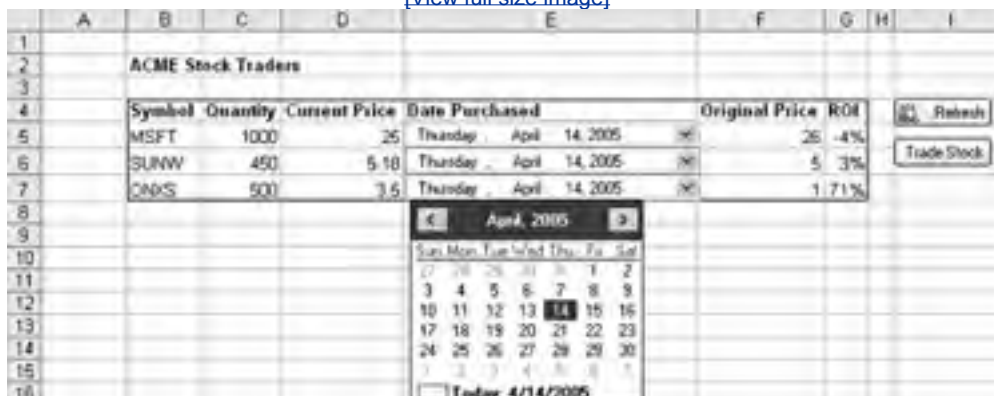 [View full size image]
A B C D E F G H I
1
2 ACME Stock Traders
3
4 Symbol Quantity Current Price Date Purchased Original Price ROI Refresh
5 MSFT 1000 25 Thursday , April 14, 2005 26 -4%
6 SUNW 450 5.18 Thursday , April 14, 2005 5 3% Trade Stock
7 500 3.5 Thursday , April 14, 2005 1 71%
8 April, 2005
9
10 Sun Mon Tue Wed Thu Fri Sat
27 28 29 30 31 1 2
11 3 4 5 6 7 8 9
12 10 11 12 13 14 15 16
13 17 18 19 20 21 22 23
14 24 25 26 27 28 29 30
15 1 2 3 4 5 6 7
16 Today: 4/14/2005